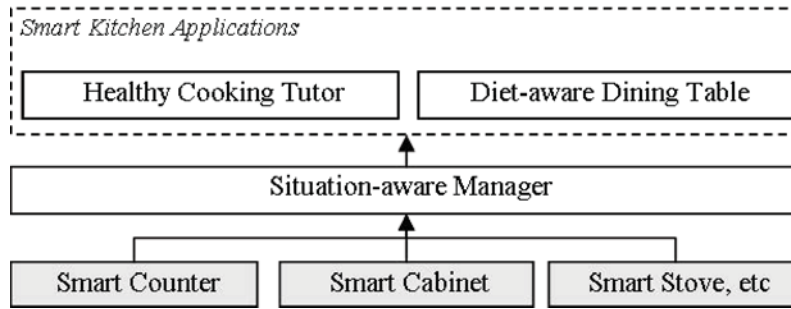 Smart Kitchen Applications
Healthy Cooking Tutor
Diet-aware Dining Table
Situation-aware Manager
Smart Counter
Smart Cabinet
Smart Stove, etc